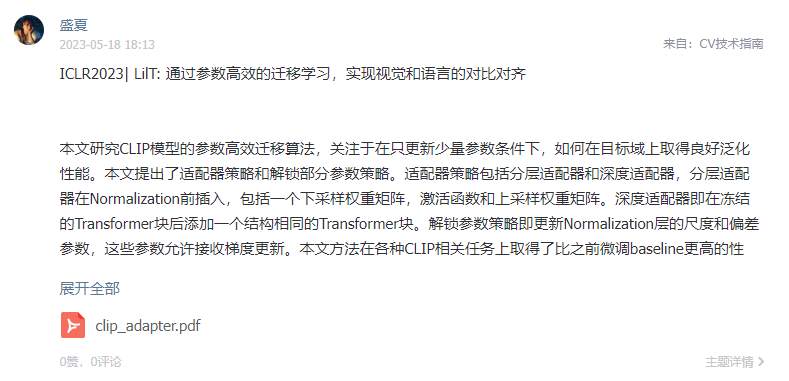 盛夏
2023-05-18 18:13
来自：CV技术指南
ICLR2023| LilT: 通过参数高效的迁移学习，实现视觉和语言的对比对齐
本文研究CLIP模型的参数高效迁移算法，关注于在只更新少量参数条件下，如何在目标域上取得良好泛化
性能。本文提出了适配器策略和解锁部分参数策略。适配器策略包括分层适配器和深度适配器，分层适配
器在Normalization前插入，包括一个下采样权重矩阵，激活函数和上采样权重矩阵。深度适配器即在冻结
的Transformer块后添加一个结构相同的Transformer块。解锁参数策略即更新Normalization层的尺度和偏差
参数，这些参数允许接收梯度更新。本文方法在各种CLIP相关任务上取得了比之前微调baseline更高的性
展开全部
clip_adapter.pdf
0赞，0评论
主题详情 >